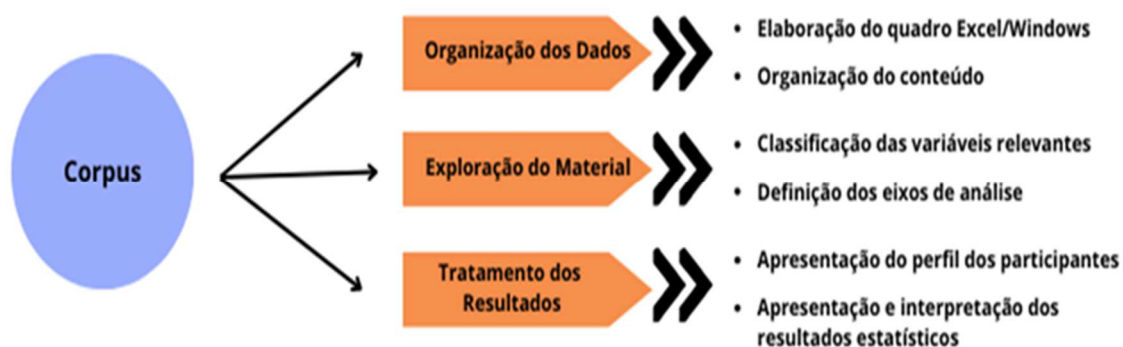 Corpus
Organização dos Dados
• Elaboração do quadro Excel/Windows
• Organização do conteúdo
Exploração do Material
• Classificação das variáveis relevantes
• Definição dos eixos de análise
Tratamento dos
Resultados
• Apresentação do perfil dos participantes
• Apresentação e interpretação dos
resultados estatísticos